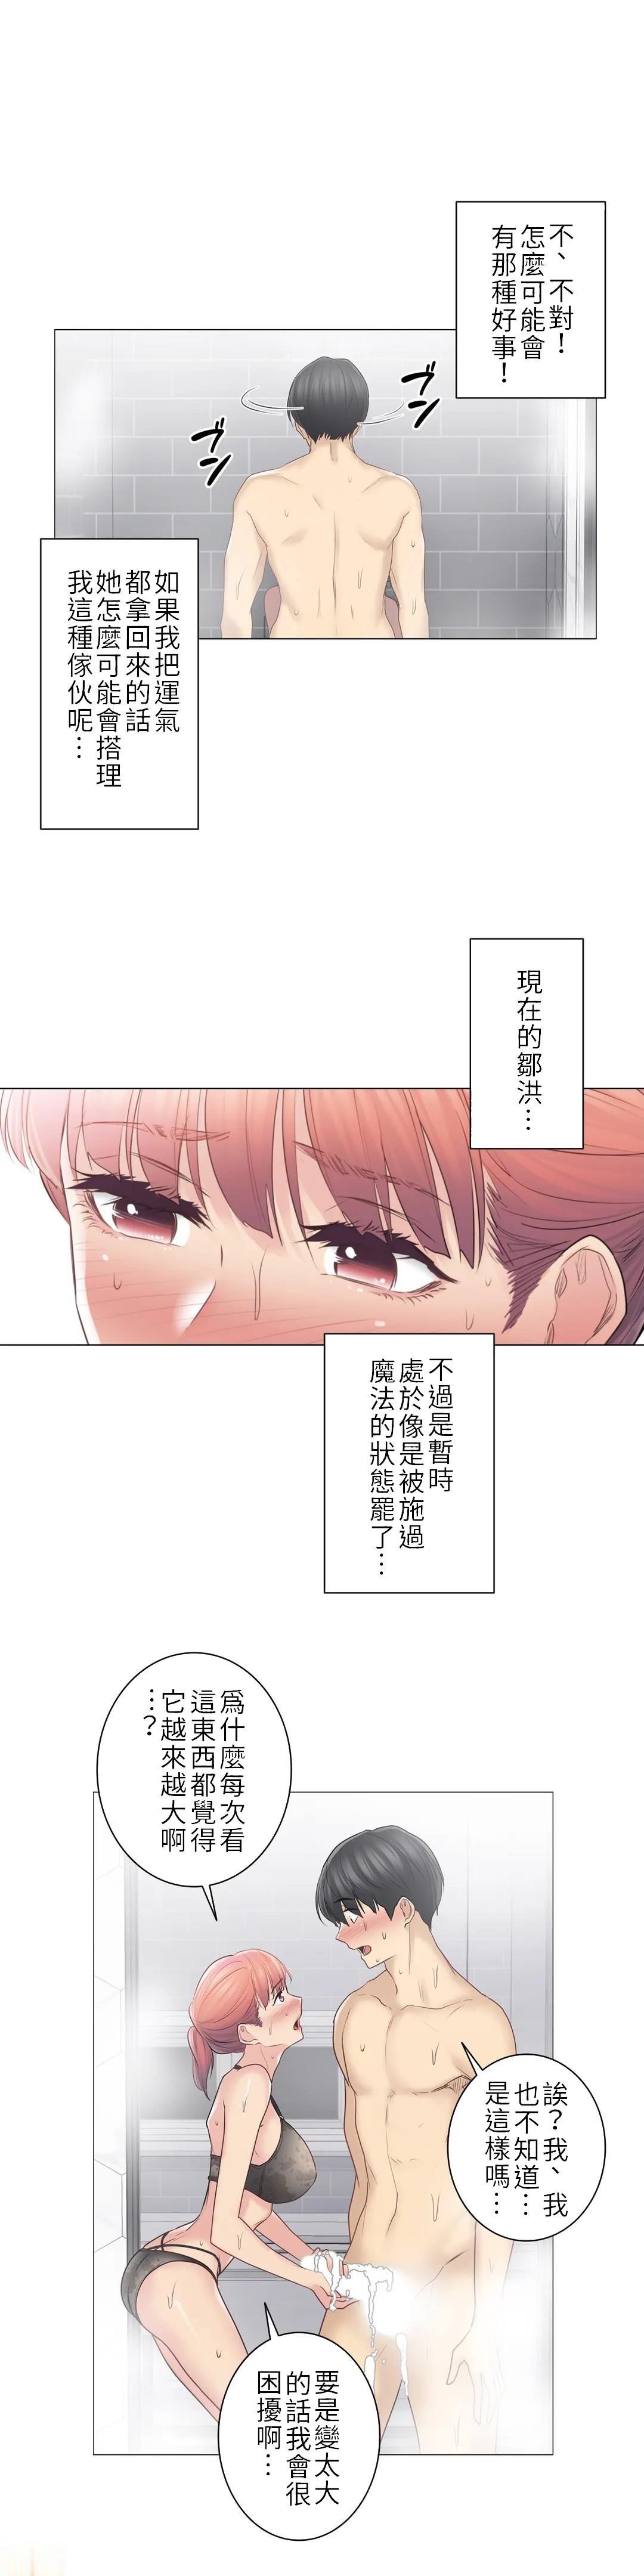 不、不對！
怎麼可能會
有那種好事！
如果我把運氣
都拿回來的話
她怎麼可能會搭理
我這種傢伙呢…
現在的鄒洪…
不過是暫時
處於像是被施過
魔法的狀態罷了…
爲什麼每次看
這東西都覺得
它越來越大啊
…？
誒？我、我
也不知道…
是這樣嗎…
要是變太大
的話我會很
困擾啊…